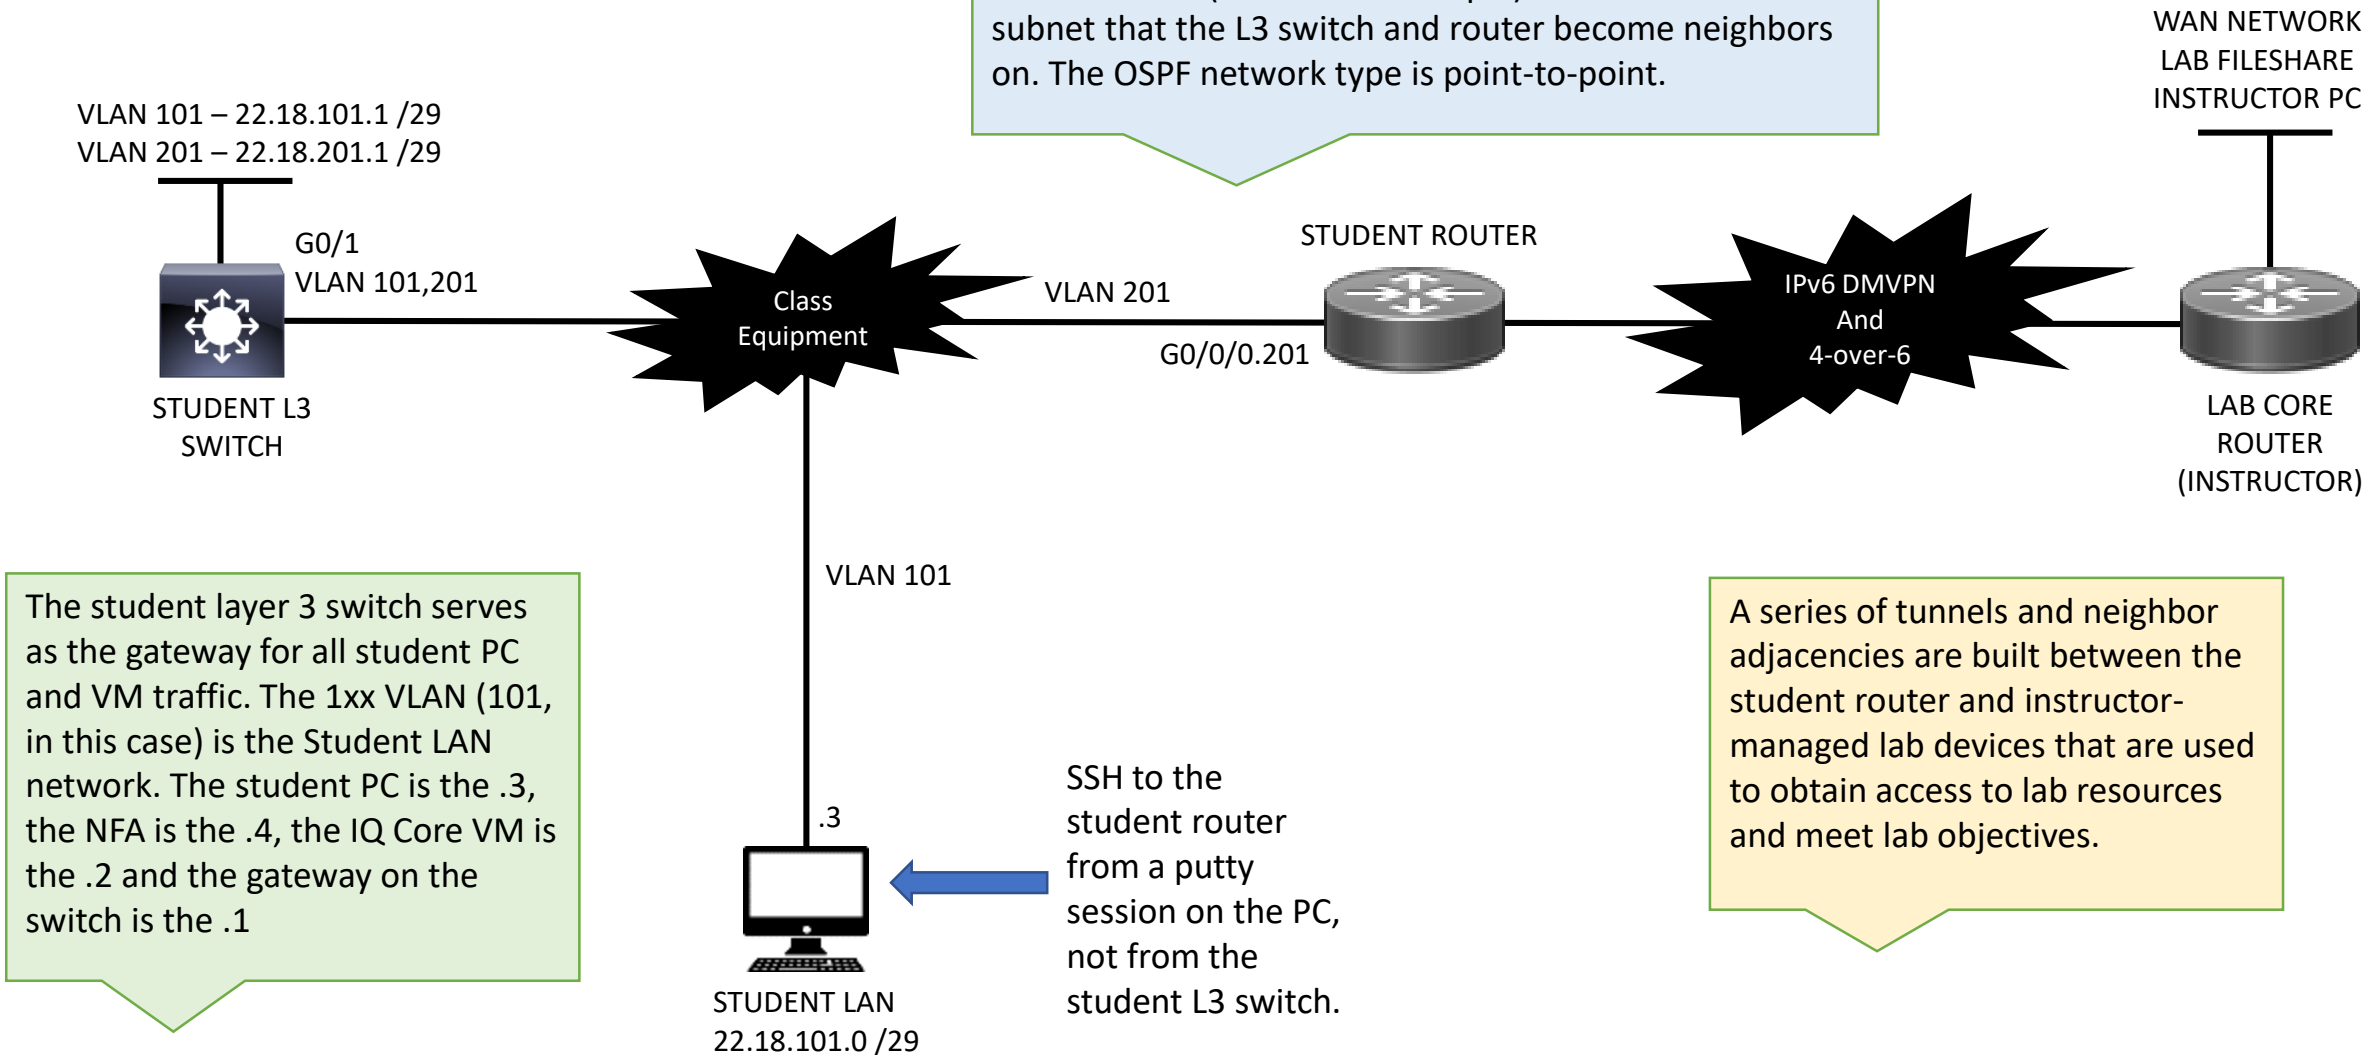 subnet that the L3 switch and router become neighbors
on. The OSPF network type is point-to-point.
WAN NETWORK
LAB FILESHARE
INSTRUCTOR PC
VLAN 101 – 22.18.101.1 /29
VLAN 201 – 22.18.201.1 /29
G0/1
VLAN 101,201
STUDENT L3
SWITCH
Class
Equipment
VLAN 201
G0/0/0.201
STUDENT ROUTER
IPv6 DMVPN
And
4-over-6
LAB CORE
ROUTER
(INSTRUCTOR)
VLAN 101
The student layer 3 switch serves
as the gateway for all student PC
and VM traffic. The 1xx VLAN (101,
in this case) is the Student LAN
network. The student PC is the .3,
the NFA is the .4, the IQ Core VM is
the .2 and the gateway on the
switch is the .1
.3
STUDENT LAN
22.18.101.0 /29
SSH to the
student router
from a putty
session on the PC,
not from the
student L3 switch.
A series of tunnels and neighbor
adjacencies are built between the
student router and instructor-
managed lab devices that are used
to obtain access to lab resources
and meet lab objectives.